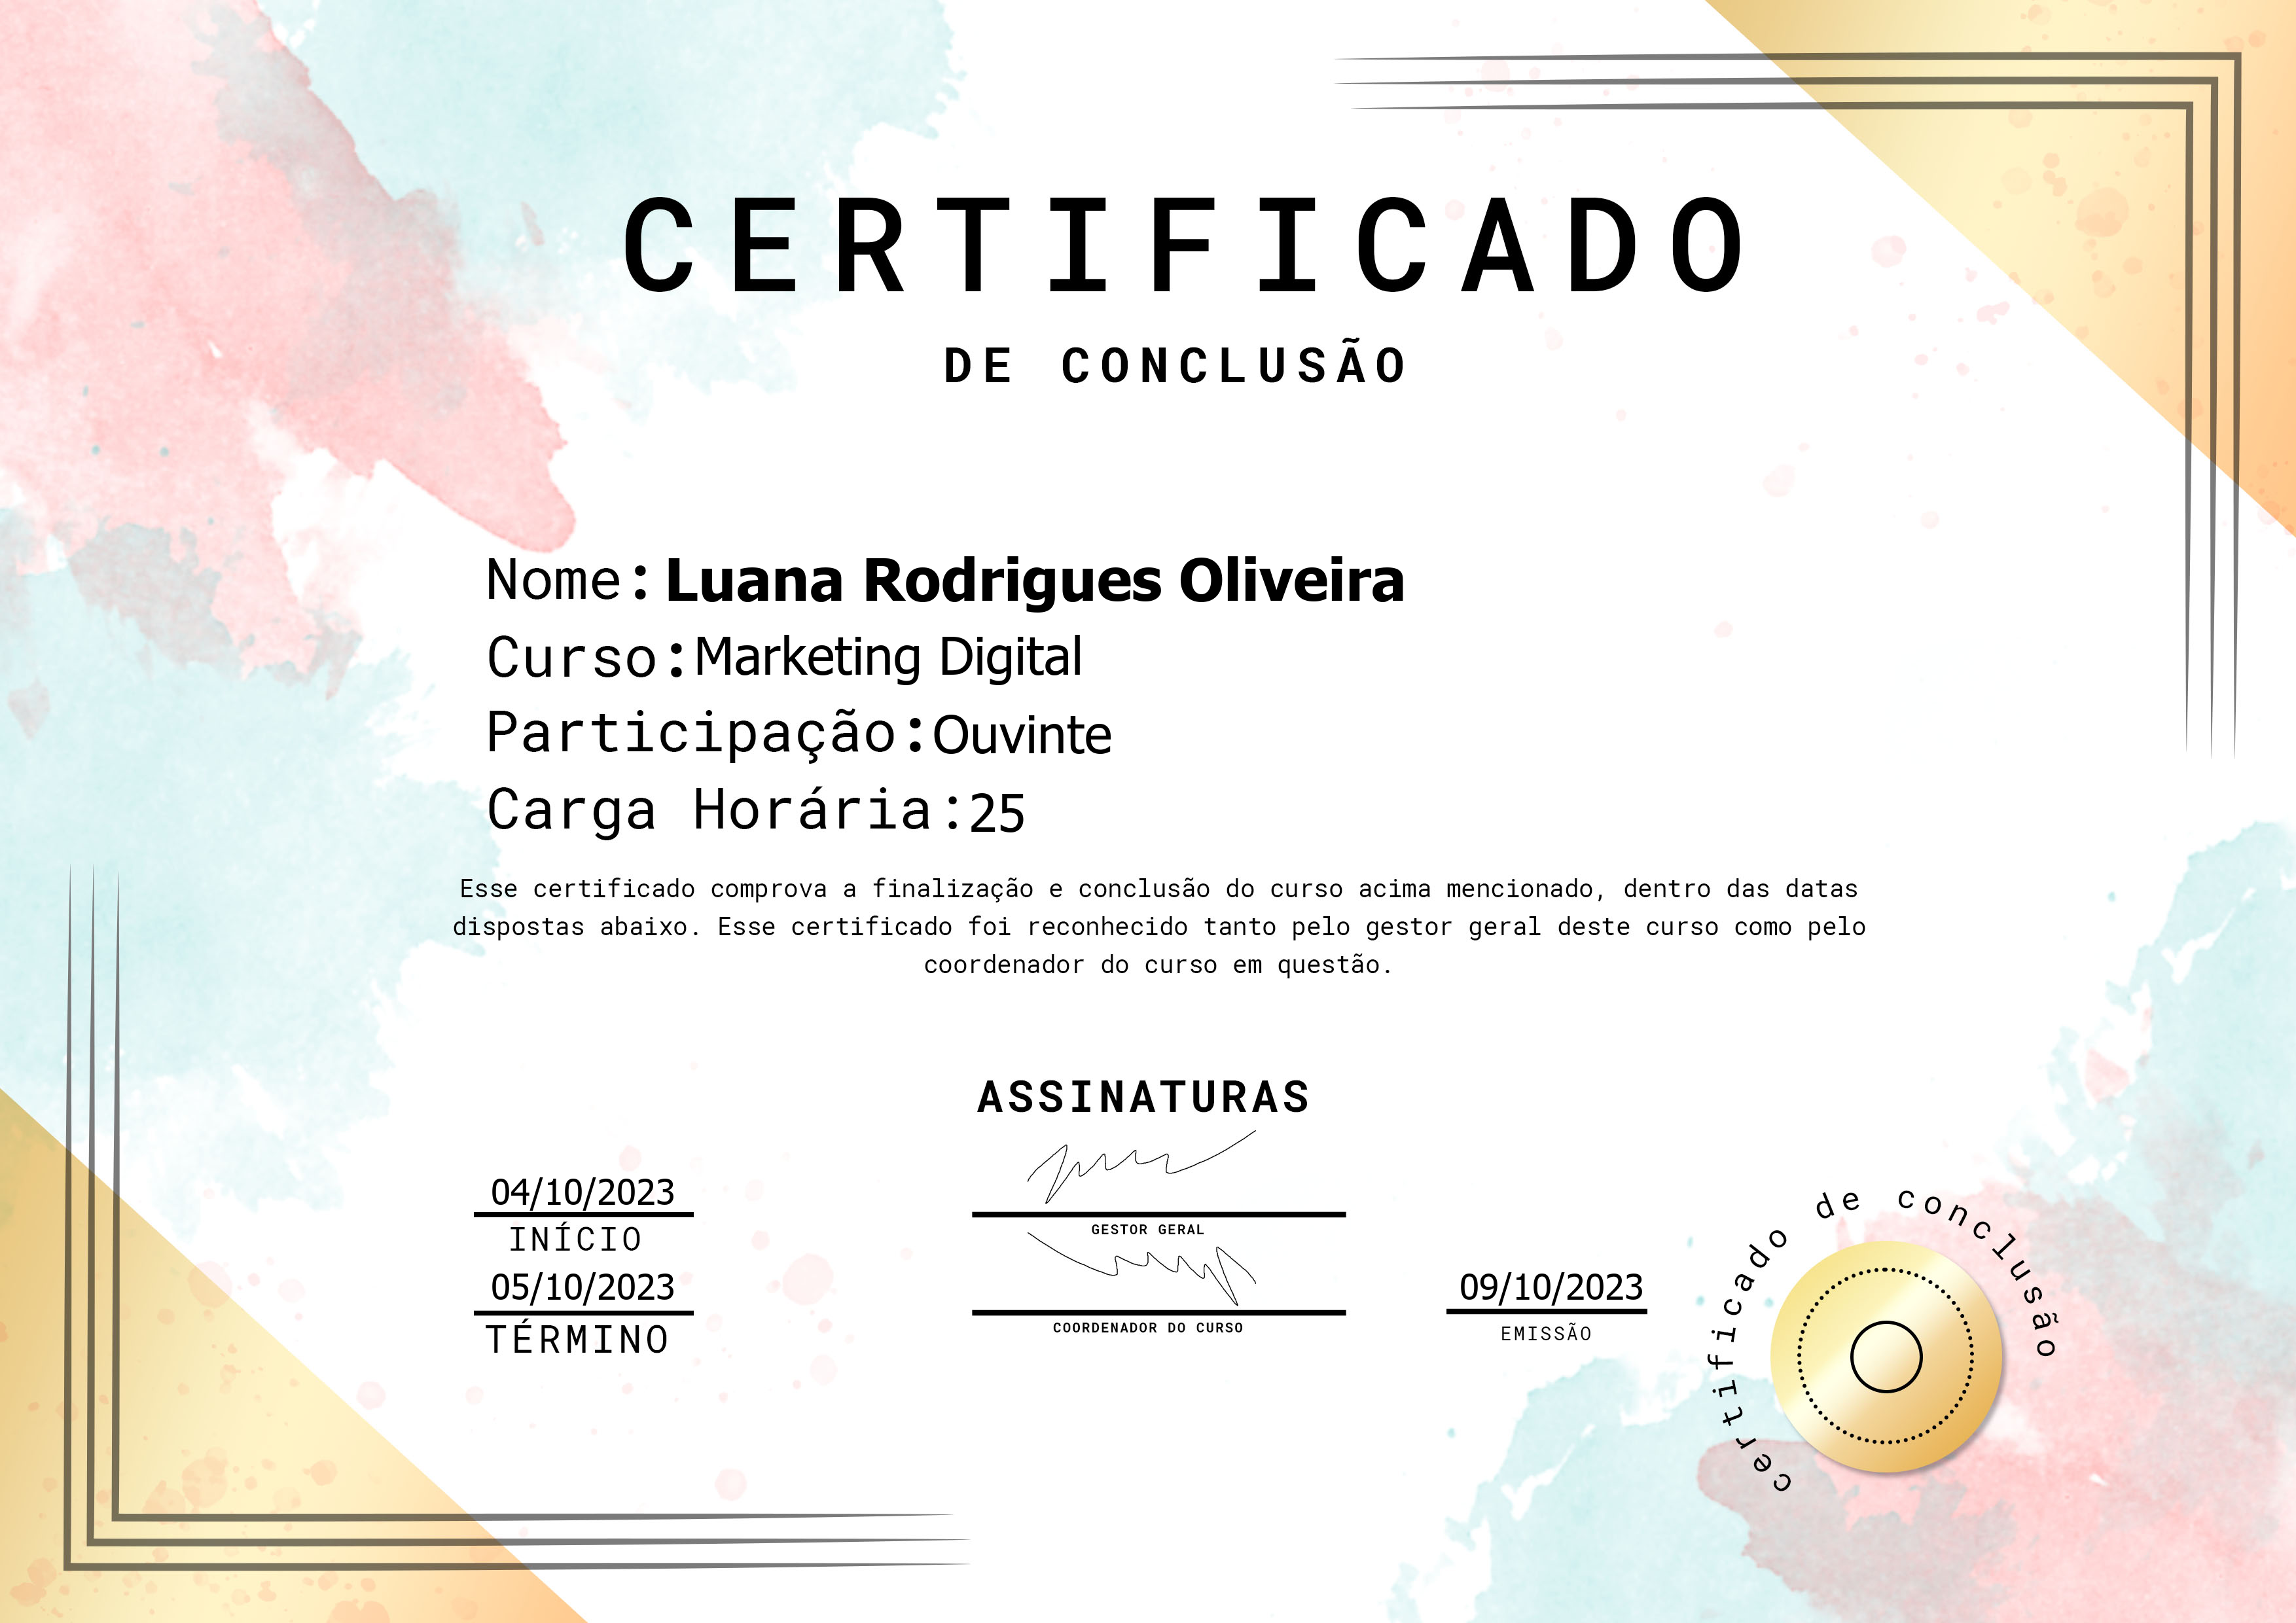 CERTIFICADO
DE CONCLUSÃO
Nome: Luana Rodrigues Oliveira
Curso: Marketing Digital
Participação: Ouvinte
Carga Horária: 25
Esse certificado comprova a finalização e conclusão do curso acima mencionado, dentro das datas
dispostas abaixo. Esse certificado foi reconhecido tanto pelo gestor geral deste curso como pelo
coordenador do curso em questão.
ASSINATURAS
04/10/2023
INÍCIO
GESTOR GERAL
05/10/2023
TÉRMINO
COORDENADOR DO CURSO
09/10/2023
EMISSÃO
certificado de conclusão